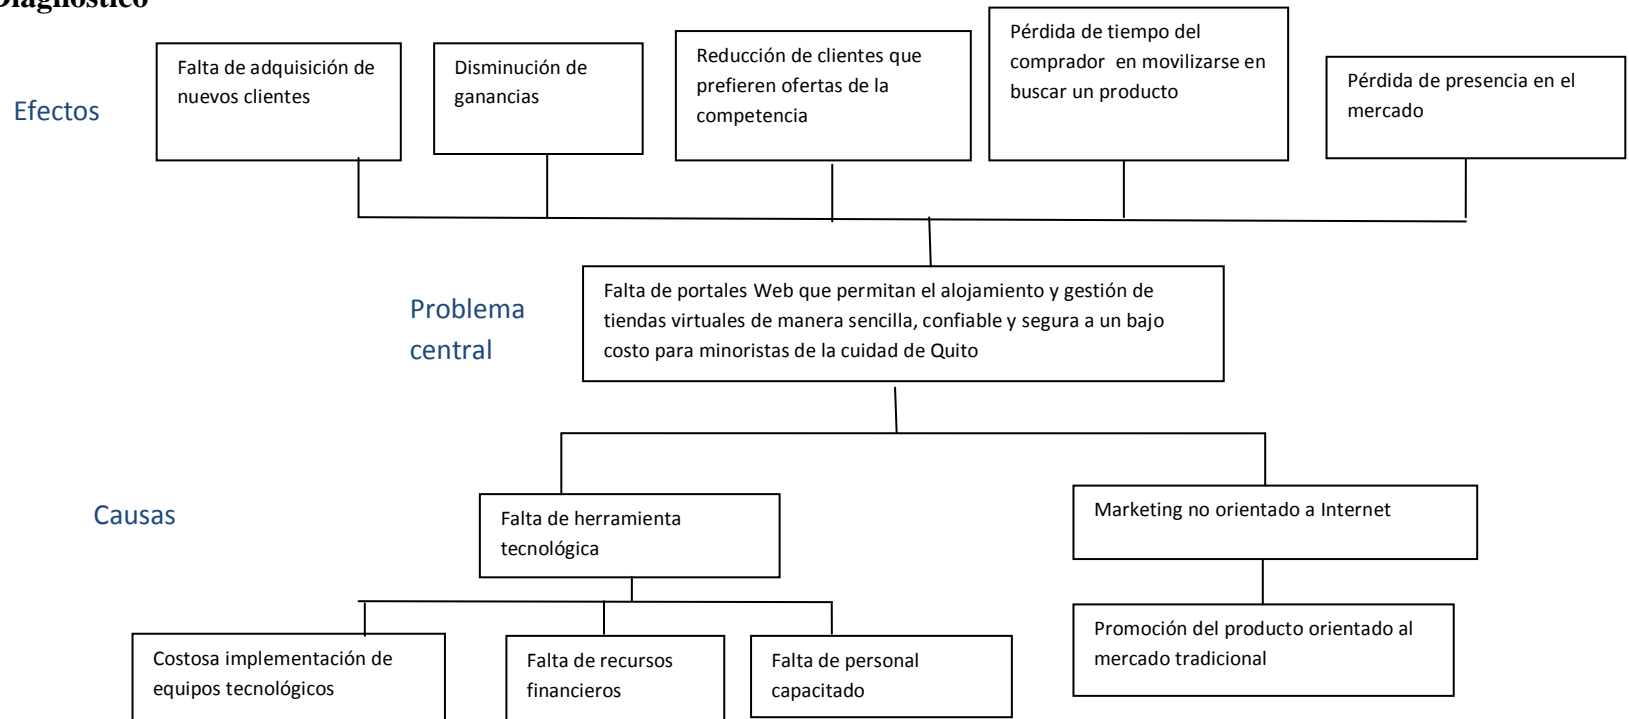 Diagnóstico
Efectos
Falta de adquisición de
nuevos clientes
Disminución de
ganancias
Reducción de clientes que
prefieren ofertas de la
competencia
Pérdida de tiempo del
comprador  en movilizarse en
buscar un producto
Pérdida de presencia en el
mercado
Problema
central
Falta de portales Web que permitan el alojamiento y gestión de
tiendas virtuales de manera sencilla, confiable y segura a un bajo
costo para minoristas de la cuidad de Quito
Causas
Falta de herramienta
tecnológica
Marketing no orientado a Internet
Costosa implementación de
equipos tecnológicos
Falta de recursos
financieros
Falta de personal
capacitado
Promoción del producto orientado al
mercado tradicional